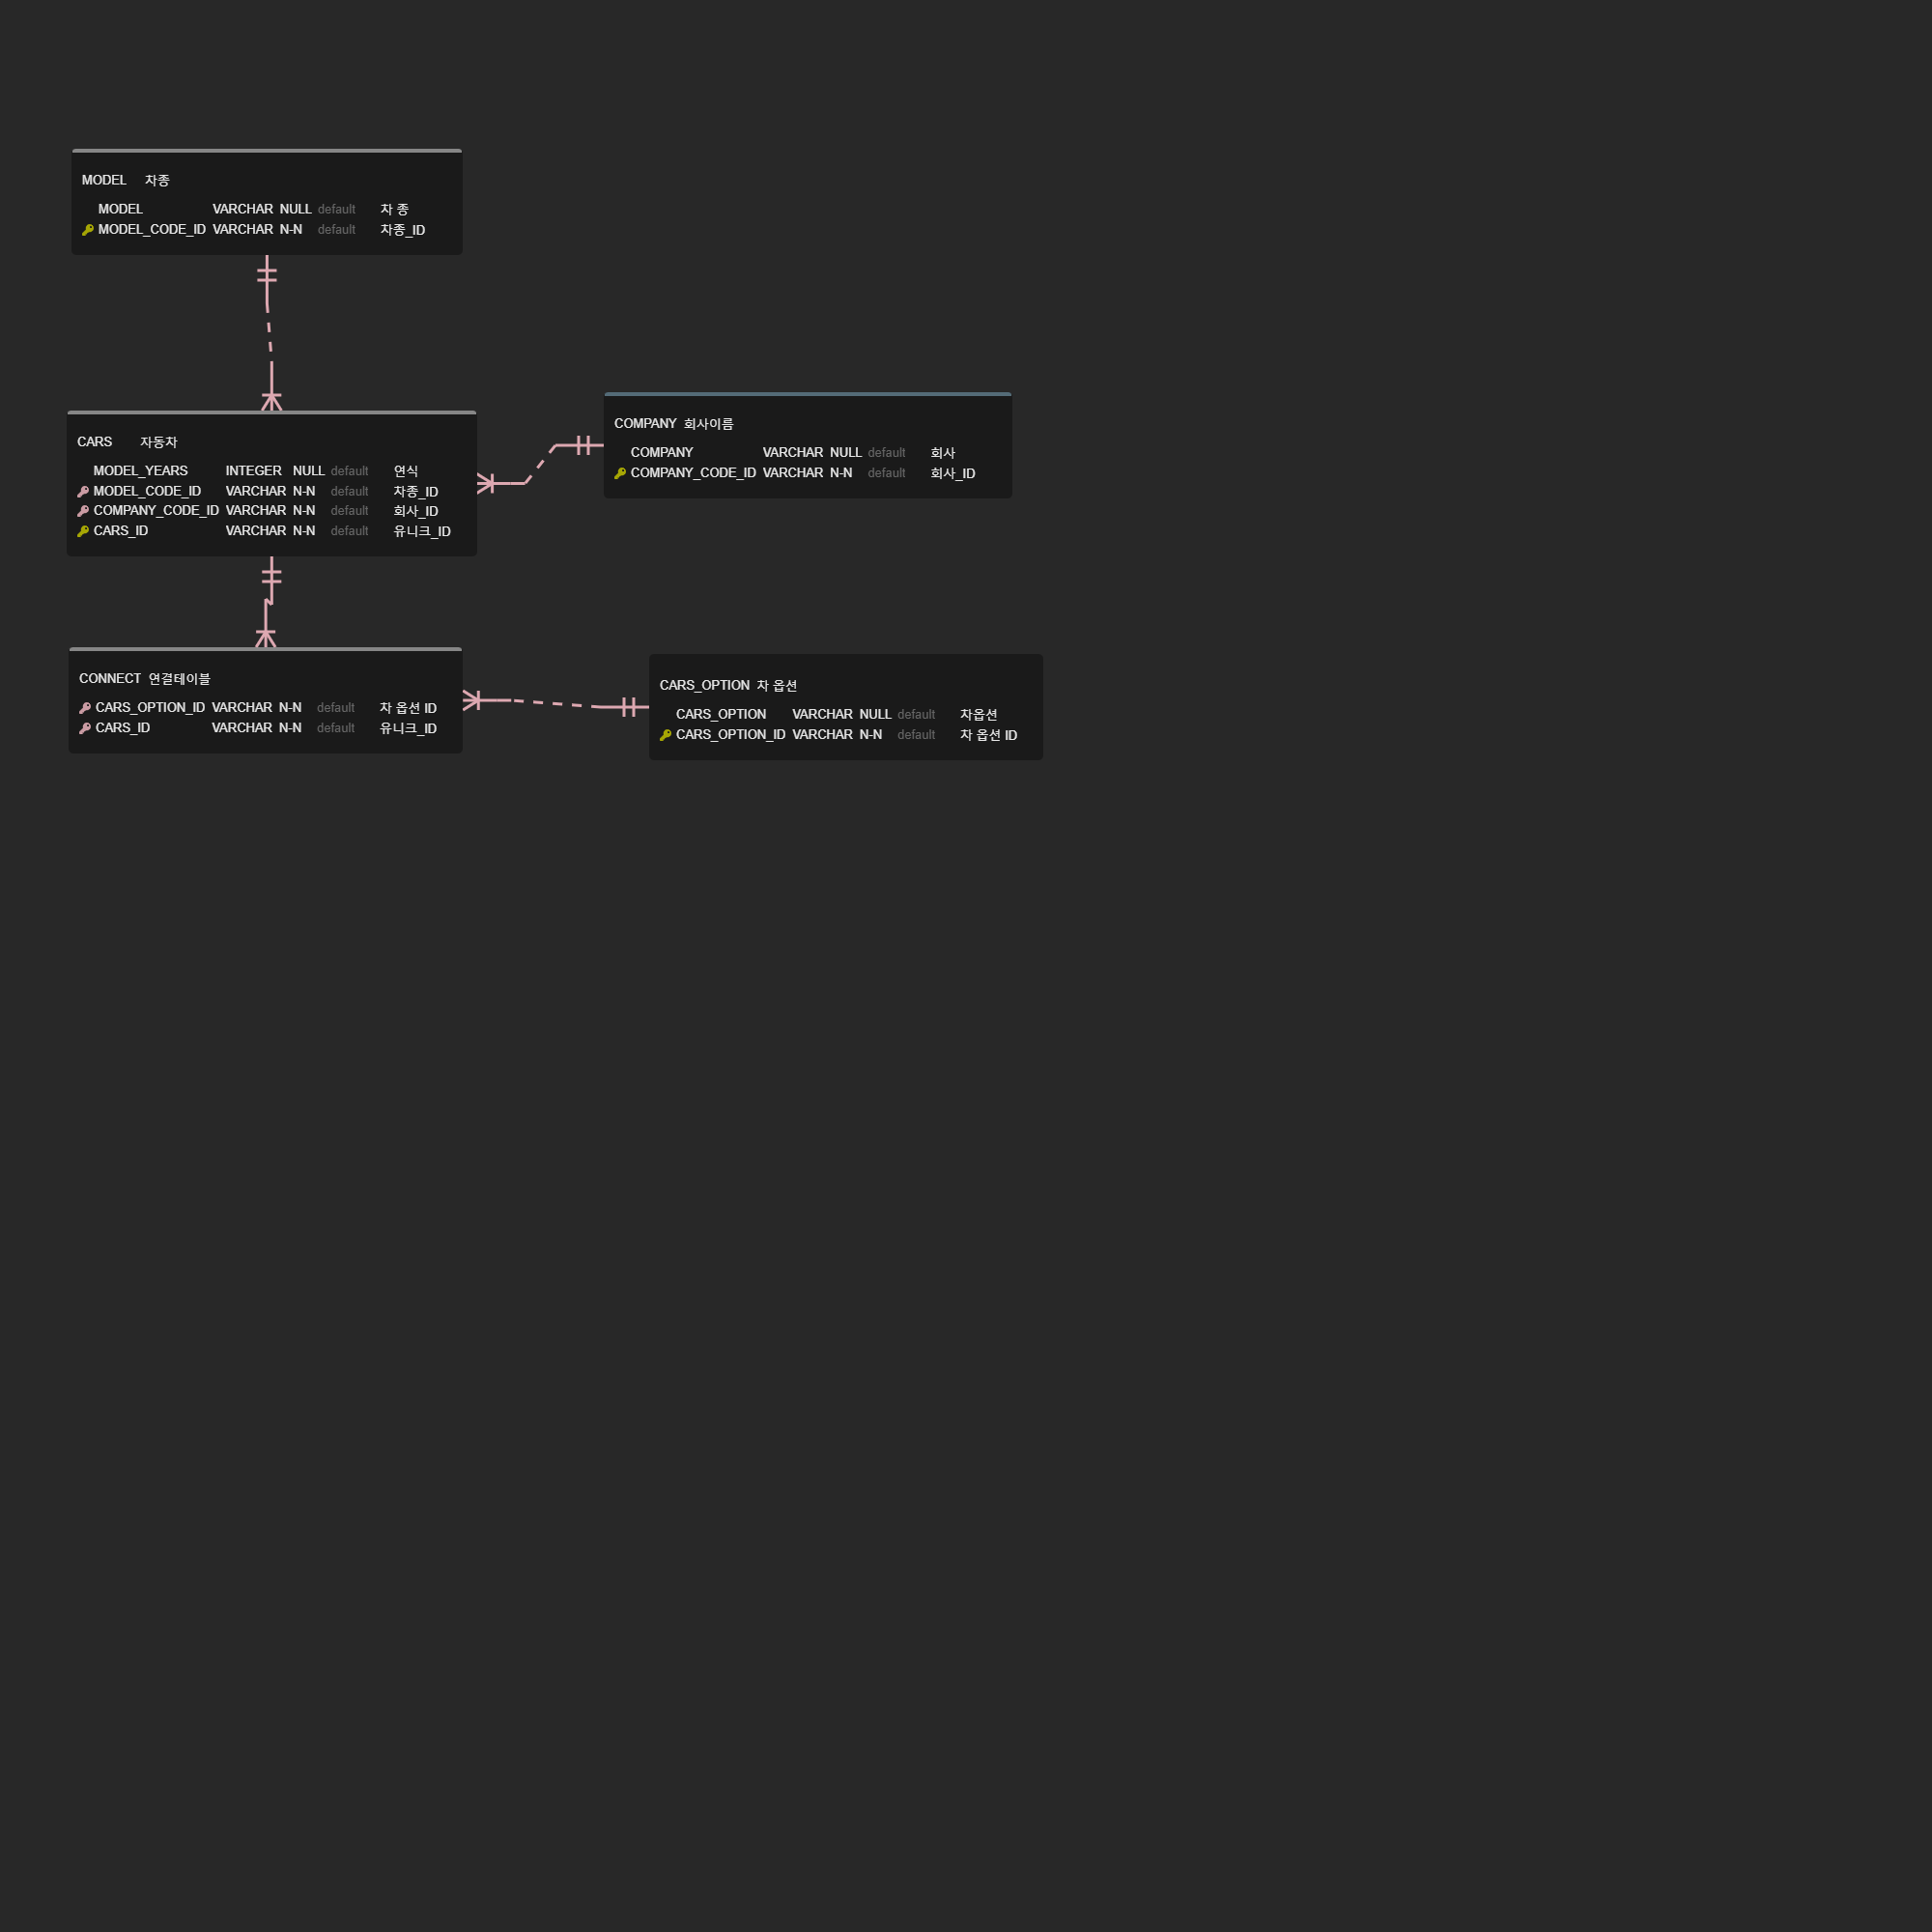 MODEL 차종
MODEL VARCHAR NULL default 차 종
MODEL_CODE_ID VARCHAR N-N default 차종_ID
CARS 자동차
MODEL_YEARS INTEGER NULL default 연식
MODEL_CODE_ID VARCHAR N-N default 차종_ID
COMPANY_CODE_ID VARCHAR N-N default 회사_ID
CARS_ID VARCHAR N-N default 유니크_ID
COMPANY 회사이름
COMPANY VARCHAR NULL default 회사
COMPANY_CODE_ID VARCHAR N-N default 회사_ID
CONNECT 연결테이블
CARS_OPTION_ID VARCHAR N-N default 차 옵션 ID
CARS_ID VARCHAR N-N default 유니크_ID
CARS_OPTION 차 옵션
CARS_OPTION VARCHAR NULL default 차옵션
CARS_OPTION_ID VARCHAR N-N default 차 옵션 ID